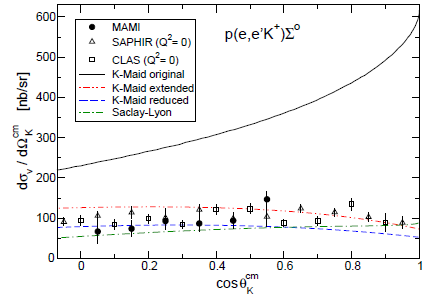 p(e,e'K⁺)Σ⁰
MAMI
SAPHIR (Q²= 0)
CLAS (Q²= 0)
K-Maid original
K-Maid extended
K-Maid reduced
Saclay-Lyon
600
500
400
300
200
100
0
dσᵥ / dΩ_K^cm [nb/sr]
0 0.2 0.4 0.6 0.8 1
cosθ_K^cm